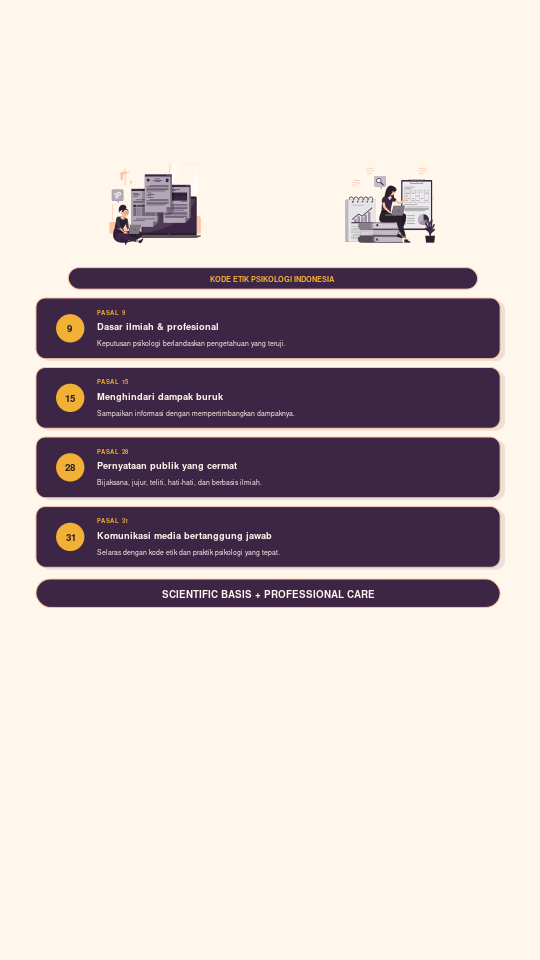 KODE ETIK PSIKOLOGI INDONESIA
PASAL 9
9
Dasar ilmiah & profesional
Keputusan psikologi berlandaskan pengetahuan yang teruji.
PASAL 15
15
Menghindari dampak buruk
Sampaikan informasi dengan mempertimbangkan dampaknya.
PASAL 28
28
Pernyataan publik yang cermat
Bijaksana, jujur, teliti, hati-hati, dan berbasis ilmiah.
PASAL 31
31
Komunikasi media bertanggung jawab
Selaras dengan kode etik dan praktik psikologi yang tepat.
SCIENTIFIC BASIS + PROFESSIONAL CARE